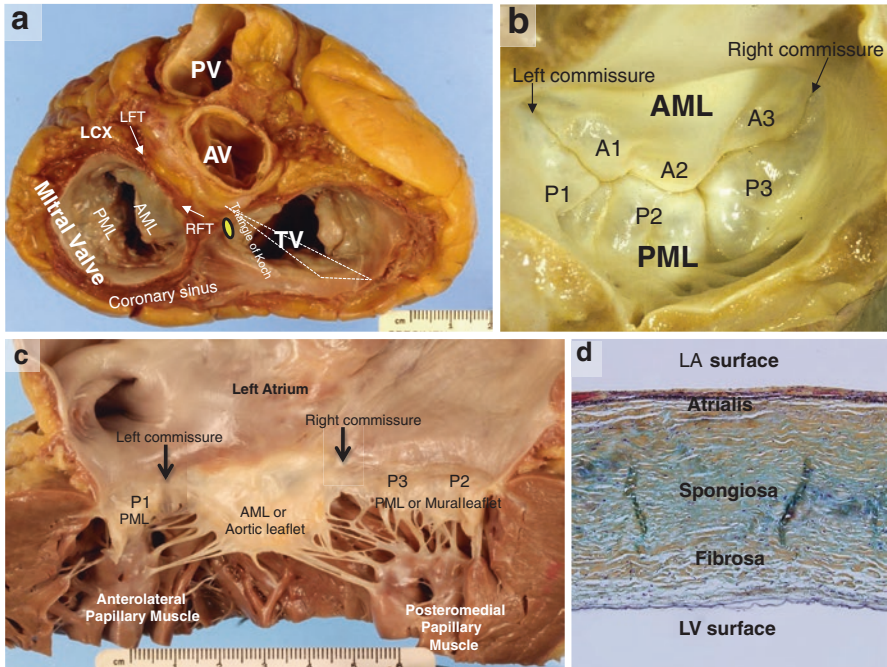 a
PV
LFT
LCX
AV
Mitral Valve
PML
AML
RFT
Triangle of Koch
TV
Coronary sinus
cm
1
2
b
Right commissure
Left commissure
AML
A3
A1
A2
P1
P3
P2
PML
c
Left Atrium
Right commissure
Left commissure
P3
P2
P1
PML
AML or
Aortic leaflet
PML or Mural leaflet
Anterolateral
Papillary Muscle
Posteromedial
Papillary
Muscle
cm
d
LA surface
Atrialis
Spongiosa
Fibrosa
LV surface